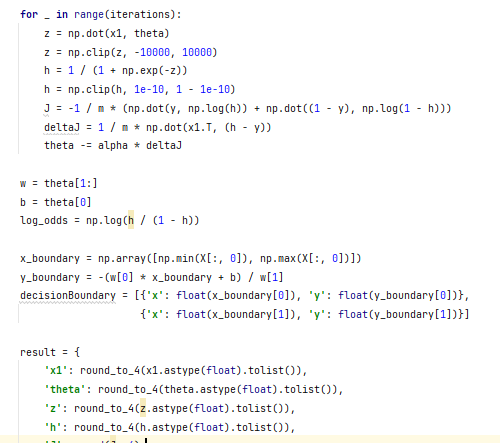 for _ in range(iterations):
z = np.dot(x1, theta)
z = np.clip(z, -10000, 10000)
h = 1 / (1 + np.exp(-z))
h = np.clip(h, 1e-10, 1 - 1e-10)
J = -1 / m * (np.dot(y, np.log(h)) + np.dot((1 - y), np.log(1 - h)))
deltaJ = 1 / m * np.dot(x1.T, (h - y))
theta -= alpha * deltaJ
w = theta[1:]
b = theta[0]
log_odds = np.log(h / (1 - h))
x_boundary = np.array([np.min(X[:, 0]), np.max(X[:, 0])])
y_boundary = -(w[0] * x_boundary + b) / w[1]
decisionBoundary = [{'x': float(x_boundary[0]), 'y': float(y_boundary[0])},
{'x': float(x_boundary[1]), 'y': float(y_boundary[1])}]
result = {
'x1': round_to_4(x1.astype(float).tolist()),
'theta': round_to_4(theta.astype(float).tolist()),
'z': round_to_4(z.astype(float).tolist()),
'h': round_to_4(h.astype(float).tolist()),